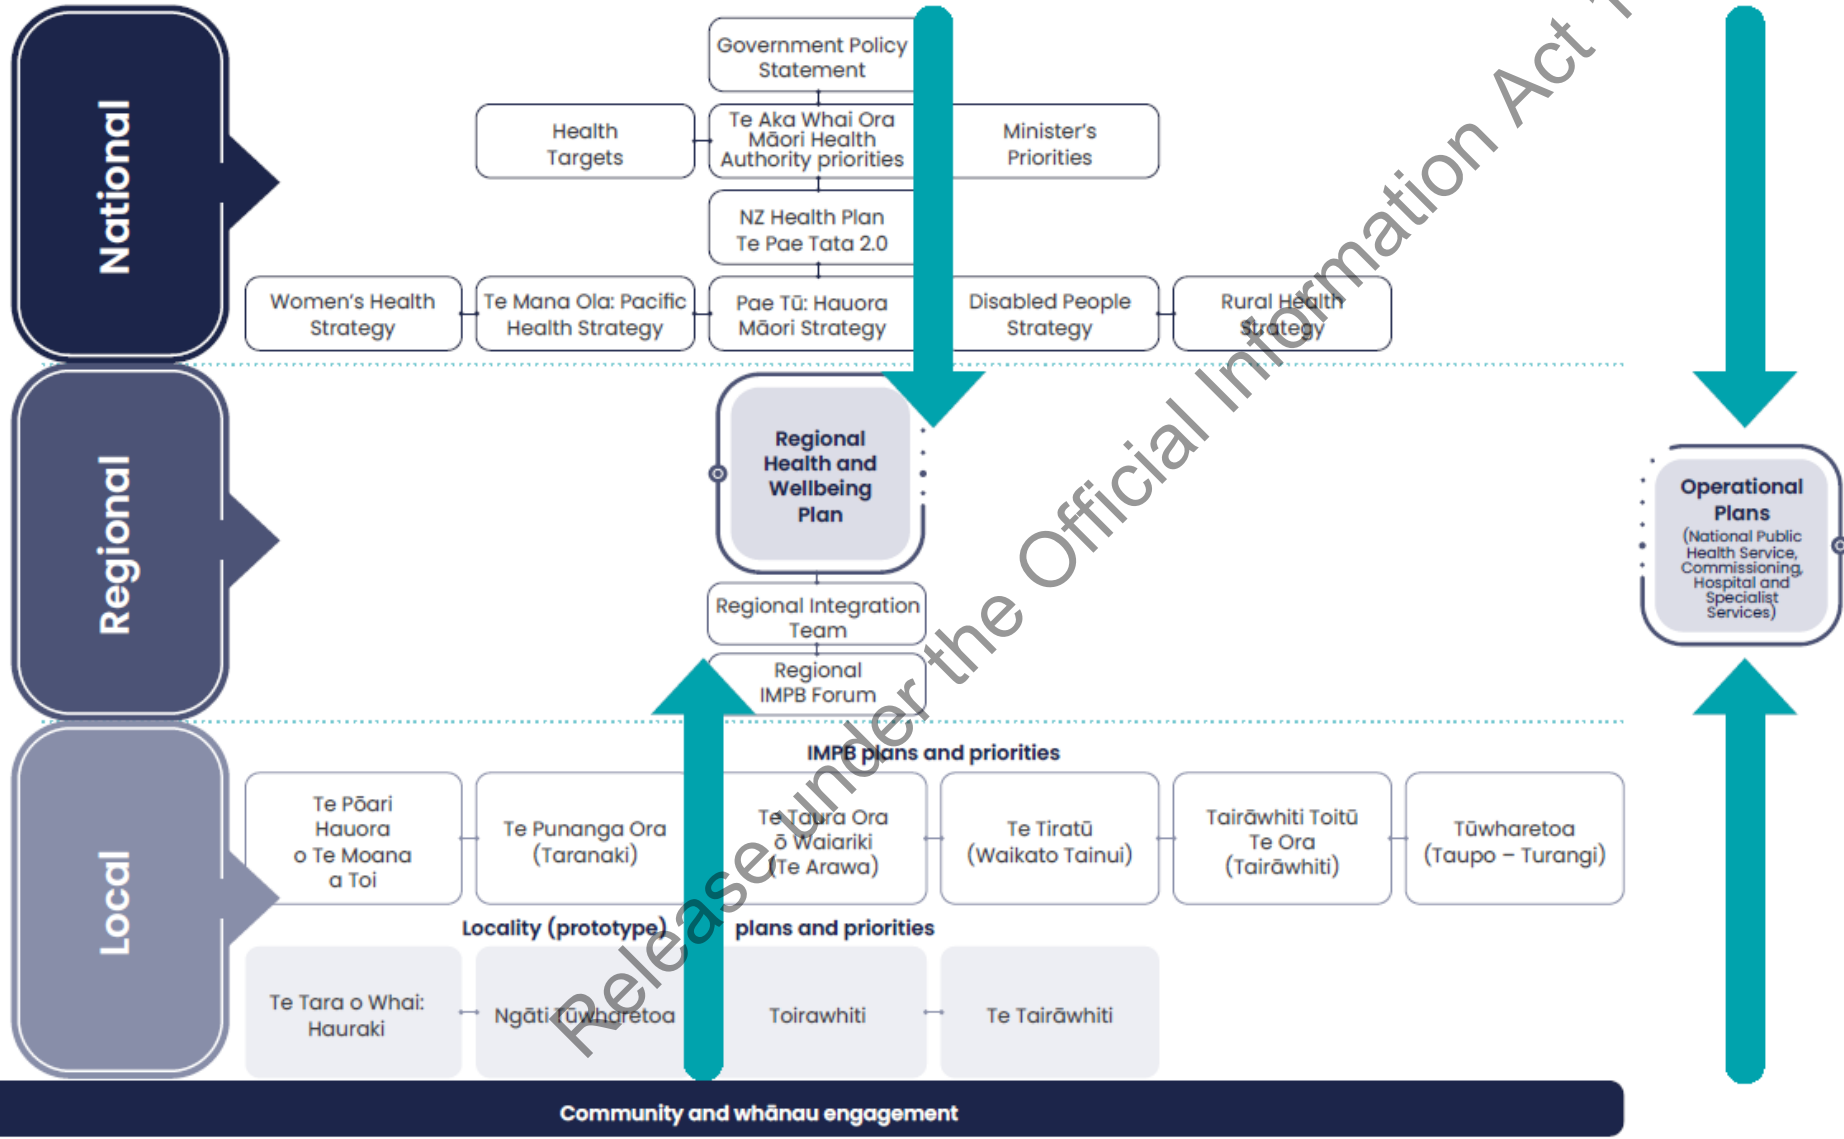 National
Government Policy
Statement
Health
Targets
Te Aka Whai Ora
Māori Health
Authority priorities
Minister's
Priorities
NZ Health Plan
Te Pae Tata 2.0
Women's Health
Strategy
Te Mana Ola: Pacific
Health Strategy
Pae Tū: Hauora
Māori Strategy
Disabled People
Strategy
Rural Health
Strategy
Regional
Regional
Health and
Wellbeing
Plan
Regional Integration
Team
Regional
IMPB Forum
Operational
Plans
(National Public
Health Service,
Commissioning,
Hospital and
Specialist
Services)
Local
IMPB plans and priorities
Te Pōari
Hauora
o Te Moana
a Toi
Te Punanga Ora
(Taranaki)
Te Taura Ora
ō Waiariki
(Te Arawa)
Te Tiratū
(Waikato Tainui)
Tairāwhiti Toitū
Te Ora
(Tairāwhiti)
Tūwharetoa
(Taupo – Turangi)
Locality (prototype) plans and priorities
Te Tara o Whai:
Hauraki
Ngāti Tūwharetoa
Toirawhiti
Te Tairāwhiti
Community and whānau engagement
Release under the Official Information Act